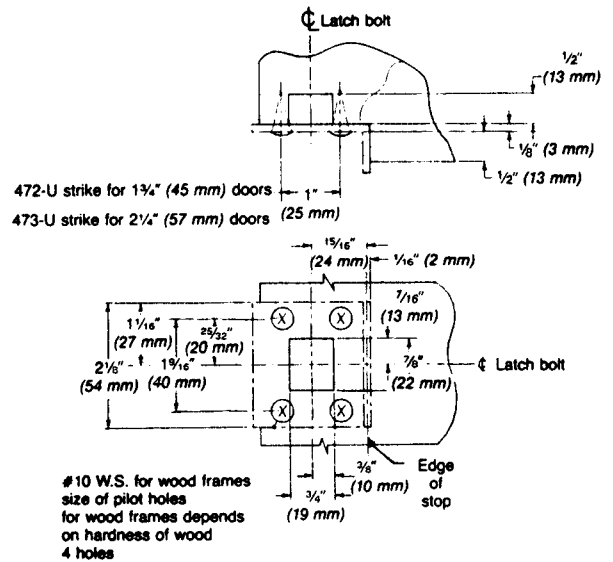 ℄ Latch bolt
1/2"
(13 mm)
1/8" (3 mm)
1/2" (13 mm)
472-U strike for 1¾" (45 mm) doors
1"
(25 mm)
473-U strike for 2¼" (57 mm) doors
15/16"
(24 mm)
1/16" (2 mm)
7/16"
(13 mm)
1 1/16"
(27 mm)
25/32"
(20 mm)
2⅛"
(54 mm)
1 9/16"
(40 mm)
7/8"
(22 mm)
℄ Latch bolt
X
X
X
X
3/8"
(10 mm)
Edge
of
stop
3/4"
(19 mm)
#10 W.S. for wood frames
size of pilot holes
for wood frames depends
on hardness of wood
4 holes